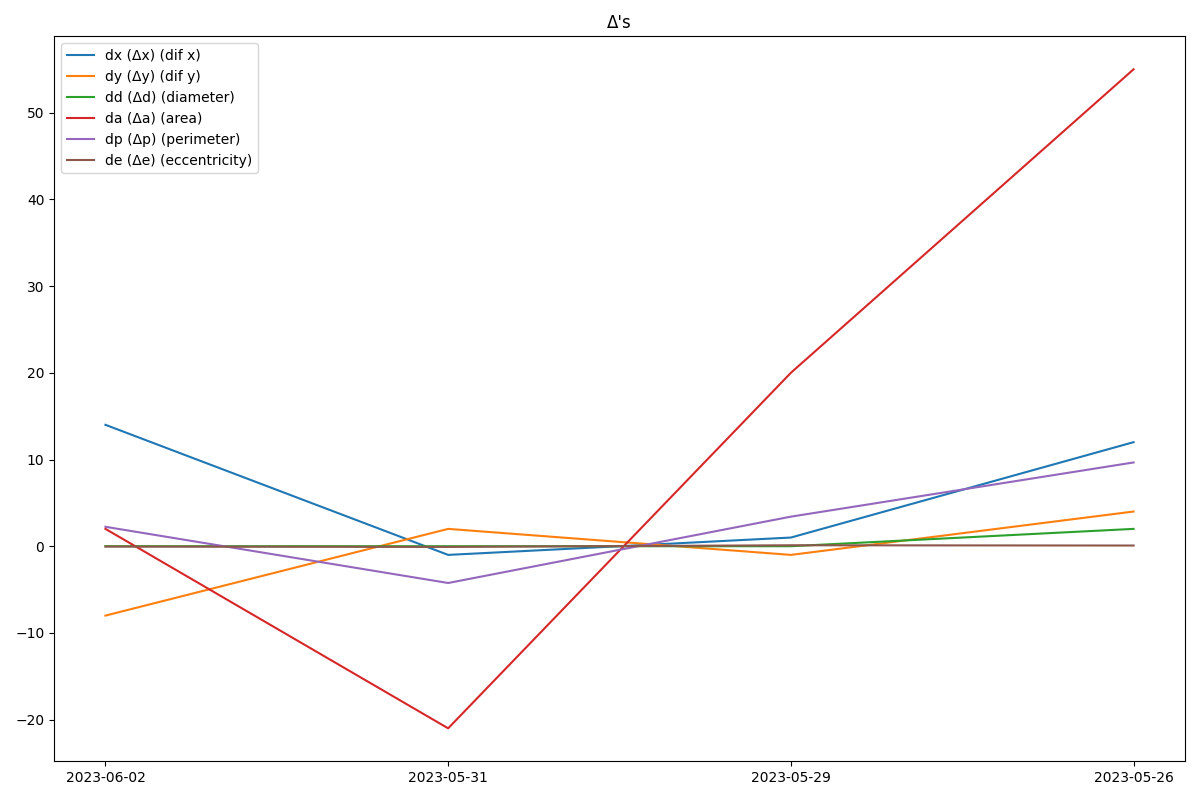 Δ's
dx (Δx) (dif x)
dy (Δy) (dif y)
dd (Δd) (diameter)
da (Δa) (area)
dp (Δp) (perimeter)
de (Δe) (eccentricity)
50
40
30
20
10
0
−10
−20
2023-06-02 2023-05-31 2023-05-29 2023-05-26